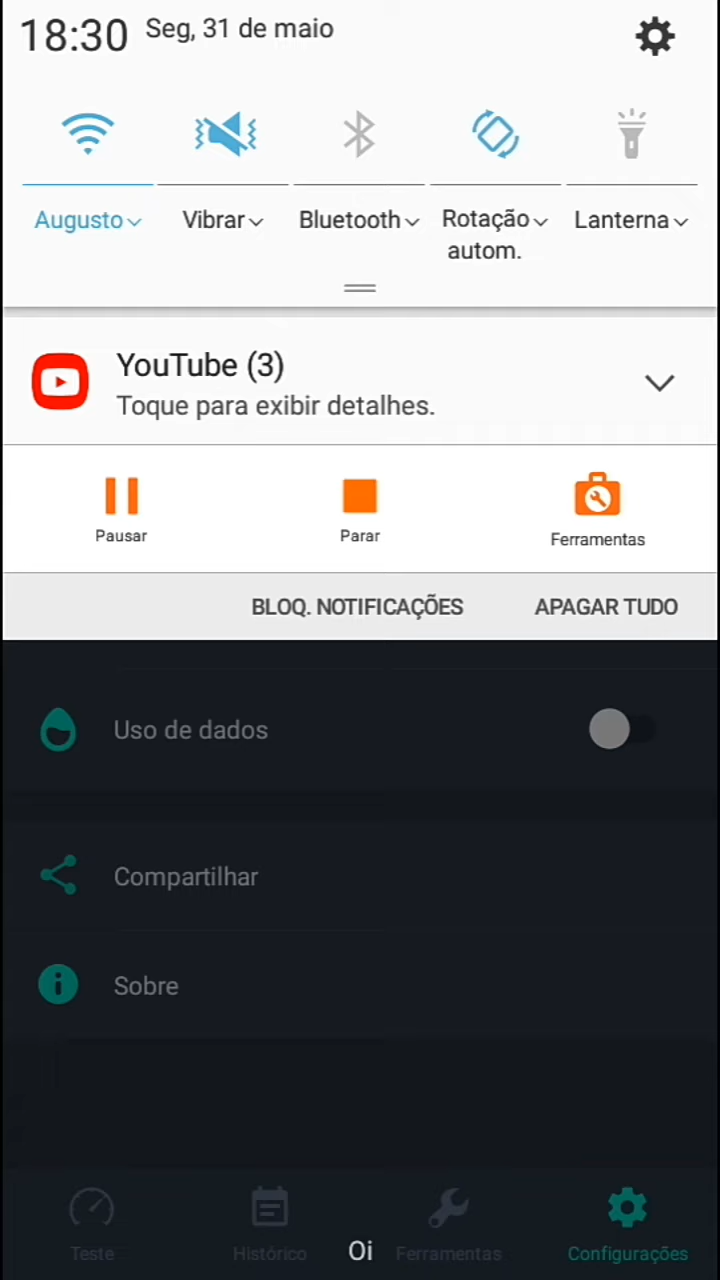 18:30 Seg, 31 de maio
Augusto Vibrar Bluetooth Rotação autom. Lanterna
YouTube (3)
Toque para exibir detalhes.
Pausar Parar Ferramentas
BLOQ. NOTIFICAÇÕES APAGAR TUDO
Uso de dados
Compartilhar
Sobre
Teste Histórico Oi Ferramentas Configurações